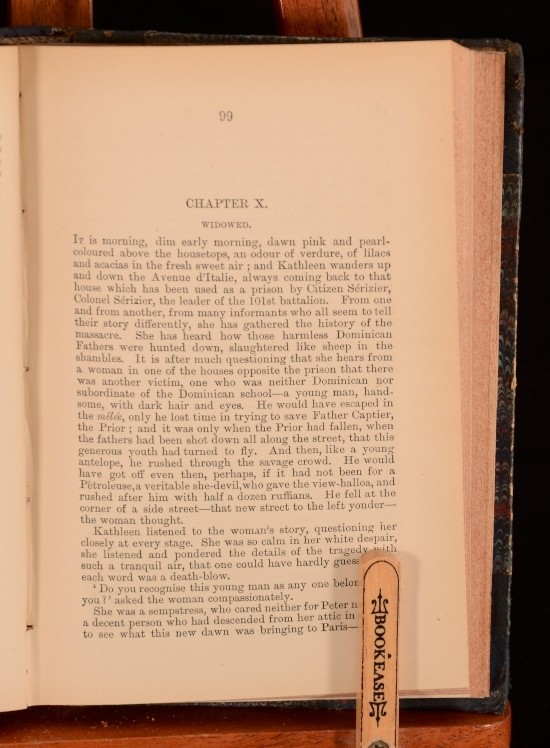 99
CHAPTER X.
WIDOWED.
IT is morning, dim early morning, dawn pink and pearl-
coloured above the housetops, an odour of verdure, of lilacs
and acacias in the fresh sweet air ; and Kathleen wanders up
and down the Avenue d'Italie, always coming back to that
house which has been used as a prison by Citizen Sérizier,
Colonel Sérizier, the leader of the 101st battalion. From one
and from another, from many informants who all seem to tell
their story differently, she has gathered the history of the
massacre. She has heard how those harmless Dominican
Fathers were hunted down, slaughtered like sheep in the
shambles. It is after much questioning that she hears from
a woman in one of the houses opposite the prison that there
was another victim, one who was neither Dominican nor
subordinate of the Dominican school—a young man, hand-
some, with dark hair and eyes. He would have escaped in
the mêlée, only he lost time in trying to save Father Captier,
the Prior ; and it was only when the Prior had fallen, when
the fathers had been shot down all along the street, that this
generous youth had turned to fly. And then, like a young
antelope, he rushed through the savage crowd. He would
have got off even then, perhaps, if it had not been for a
Pétroleuse, a veritable she-devil, who gave the view-halloa, and
rushed after him with half a dozen ruffians. He fell at the
corner of a side street—that new street to the left yonder—
the woman thought.
Kathleen listened to the woman's story, questioning her
closely at every stage. She was so calm in her white despair,
she listened and pondered the details of the tragedy with
such a tranquil air, that one could have hardly guess
each word was a death-blow.
‘ Do you recognise this young man as any one belon
you ?’ asked the woman compassionately.
She was a sempstress, who cared neither for Peter n
a decent person who had descended from her attic in
to see what this new dawn was bringing to Paris—
BOOKEASE